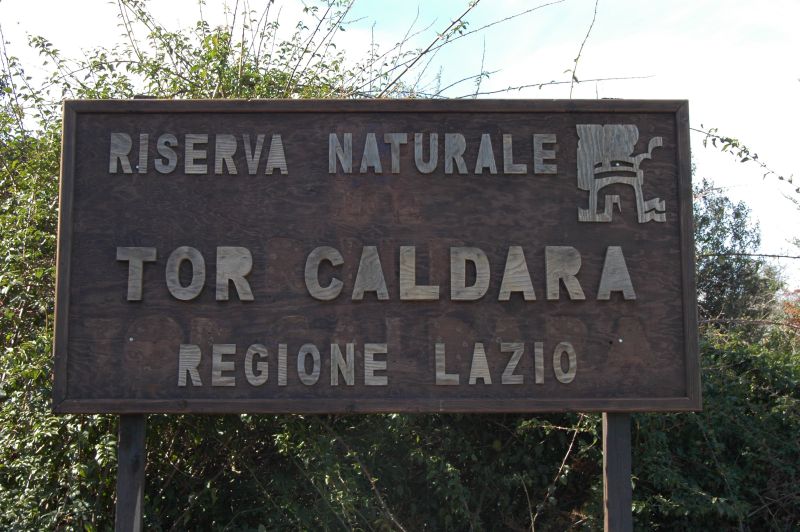 RISERVA NATURALE
TOR CALDARA
REGIONE LAZIO